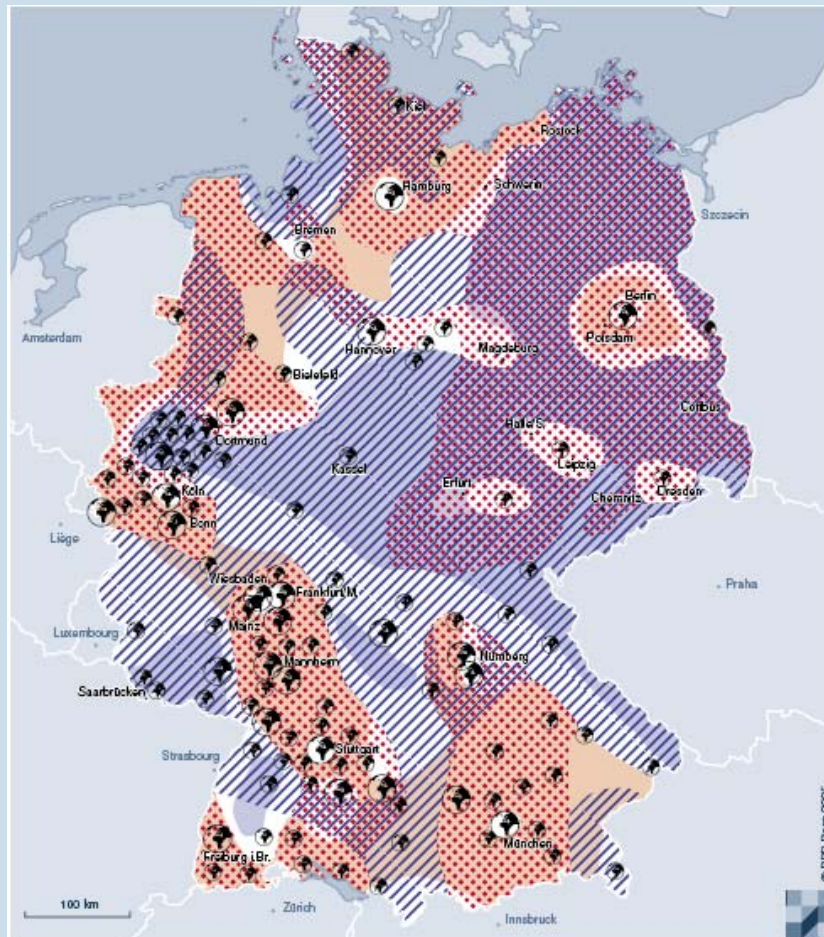 Kiel
Rostock
Hamburg
Schwerin
Szczecin
Bremen
Berlin
Amsterdam
Hannover
Potsdam
Magdeburg
Bielefeld
Cottbus
Dortmund
Halle/S.
Kassel
Leipzig
Erfurt
Köln
Chemnitz
Dresden
Bonn
Liège
Wiesbaden
Frankfurt/M.
Praha
Mainz
Luxembourg
Mannheim
Nürnberg
Saarbrücken
Stuttgart
Strasbourg
München
Freiburg i.Br.
100 km
Zürich
Innsbruck